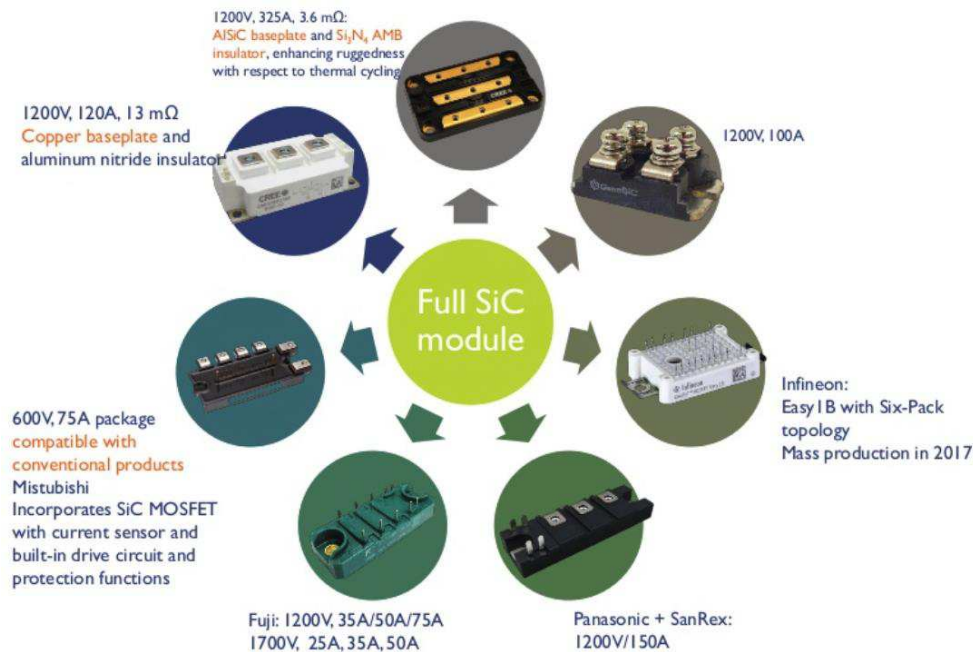 1200V, 325A, 3.6 mΩ:
AlSiC baseplate and Si₃N₄ AMB
insulator, enhancing ruggedness
with respect to thermal cycling
CREE
1200V, 120A, 13 mΩ
Copper baseplate and
aluminum nitride insulator
CREE
1200V, 100A
GeneSiC
Full SiC
module
Infineon
Infineon:
Easy1B with Six-Pack
topology
Mass production in 2017
600V, 75A package
compatible with
conventional products
Mistubishi
Incorporates SiC MOSFET
with current sensor and
built-in drive circuit and
protection functions
Fuji: 1200V, 35A/50A/75A
1700V, 25A, 35A, 50A
Panasonic + SanRex:
1200V/150A